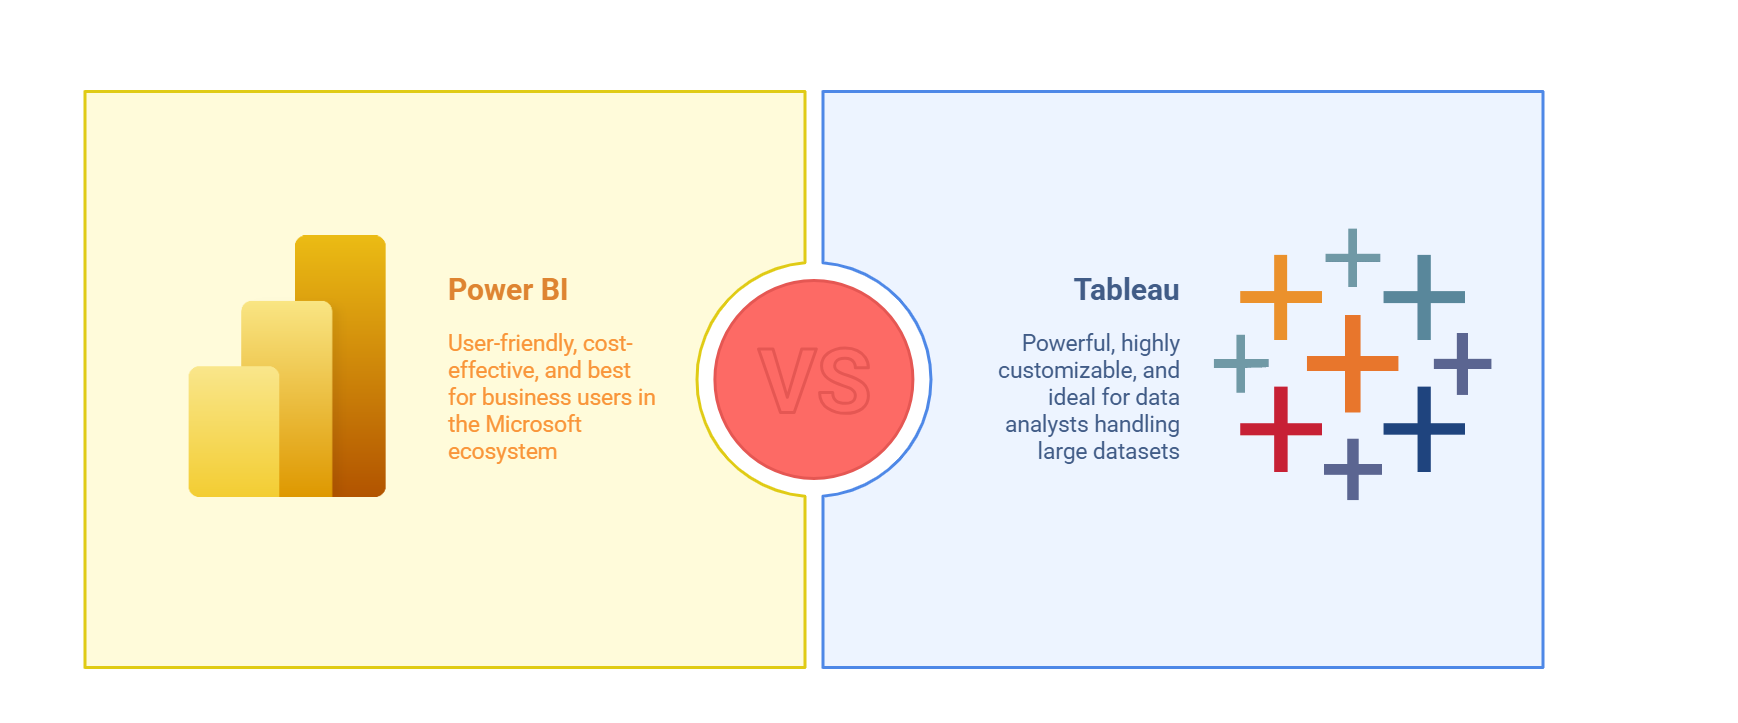 Power BI
User-friendly, cost-
effective, and best
for business users in
the Microsoft
ecosystem
VS
Tableau
Powerful, highly
customizable, and
ideal for data
analysts handling
large datasets